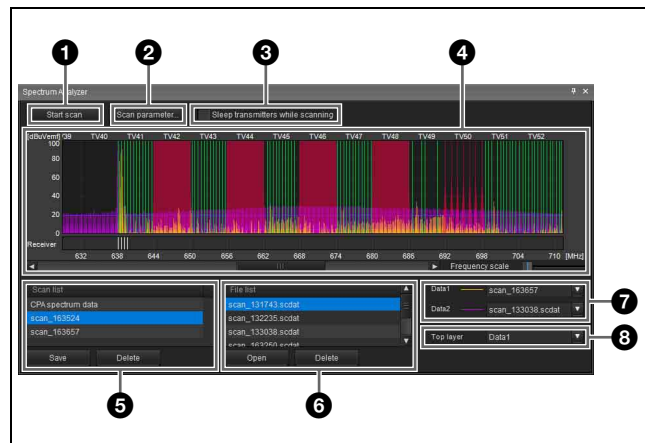 1 2 3 4
Spectrum Analyzer
Start scan Scan parameter... Sleep transmitters while scanning
[dBuVemf] /39 TV40 TV41 TV42 TV43 TV44 TV45 TV46 TV47 TV48 TV49 TV50 TV51 TV52
100
80
60
40
20
0
Receiver
632 638 644 650 656 662 668 674 680 686 692 698 704 710 [MHz]
Frequency scale
Scan list
CPA spectrum data
scan_163524
scan_163657
Save Delete
File list
scan_131743.scdat
scan_132235.scdat
scan_133038.scdat
scan_163250.scdat
Open Delete
Data1 scan_163657
Data2 scan_133038.scdat
Top layer Data1
7
8
5 6